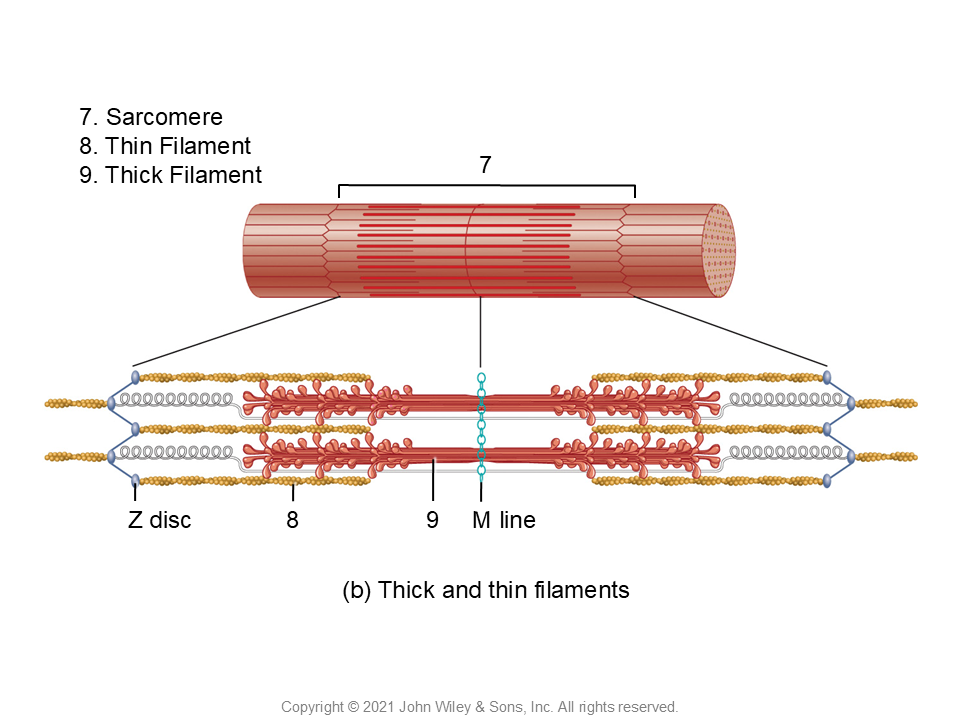 7. Sarcomere
8. Thin Filament
9. Thick Filament
7
Z disc
8
9
M line
(b) Thick and thin filaments
Copyright © 2021 John Wiley & Sons, Inc. All rights reserved.